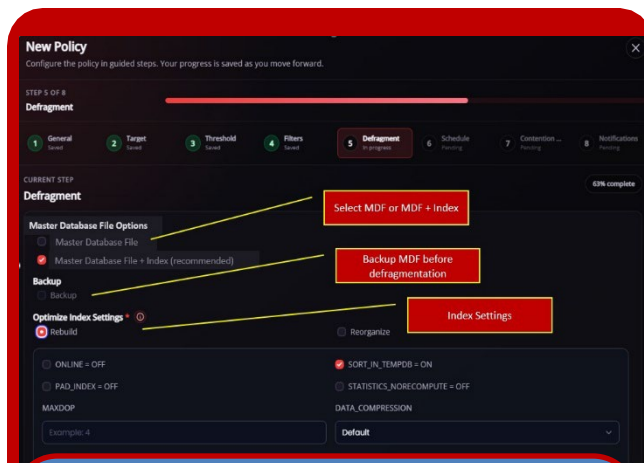 New Policy
Configure the policy in guided steps. Your progress is saved as you move forward.
STEP 5 OF 8
Defragment
1 General Saved
2 Target Saved
3 Threshold Saved
4 Filters Saved
5 Defragment In progress
6 Schedule Pending
7 Contention ... Pending
8 Notifications Pending
CURRENT STEP
63% complete
Defragment
Select MDF or MDF + Index
Master Database File Options
Master Database File
Master Database File + Index (recommended)
Backup MDF before
defragmentation
Backup
Backup
Index Settings
Optimize Index Settings *
Rebuild
Reorganize
ONLINE = OFF
SORT_IN_TEMPDB = ON
PAD_INDEX = OFF
STATISTICS_NORECOMPUTE = OFF
MAXDOP
DATA_COMPRESSION
Example: 4
Default